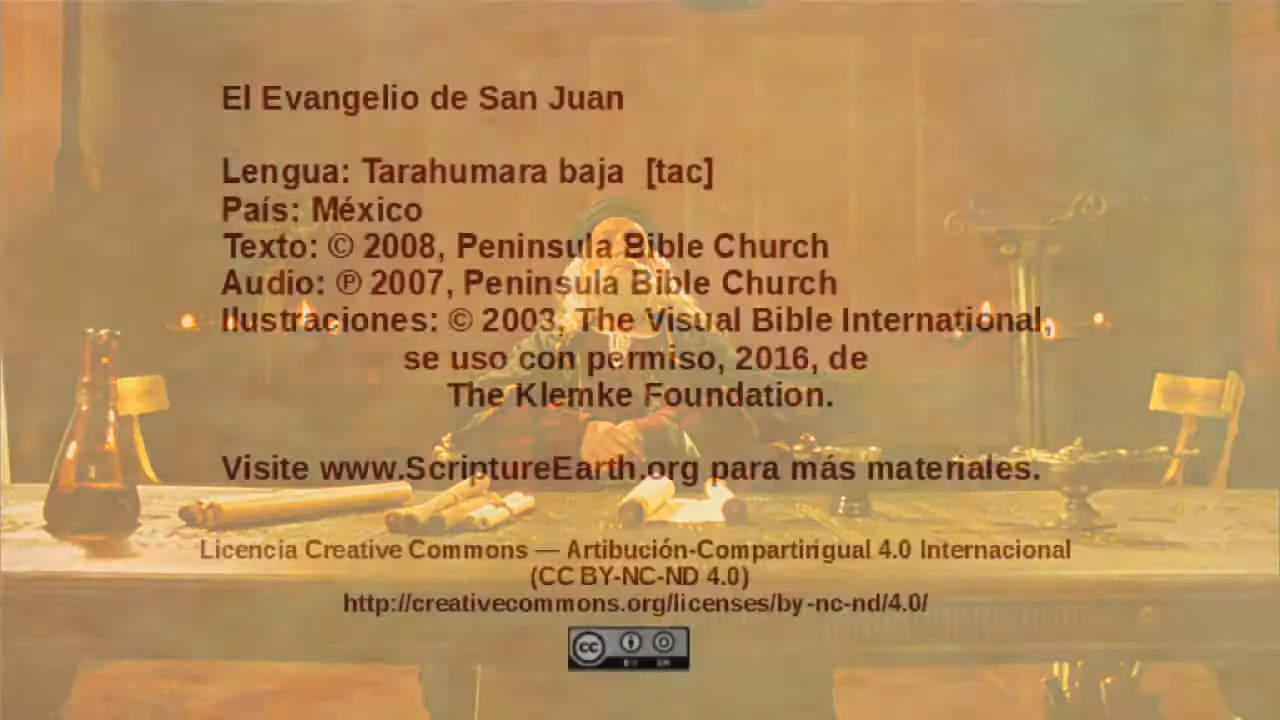 El Evangelio de San Juan
Lengua: Tarahumara baja [tac]
País: México
Texto: © 2008, Peninsula Bible Church
Audio: ℗ 2007, Peninsula Bible Church
Ilustraciones: © 2003, The Visual Bible International,
se uso con permiso, 2016, de
The Klemke Foundation.
Visite www.ScriptureEarth.org para más materiales.
Licencia Creative Commons — Artibución-Compartirigual 4.0 Internacional
(CC BY-NC-ND 4.0)
http://creativecommons.org/licenses/by-nc-nd/4.0/
cc BY SA